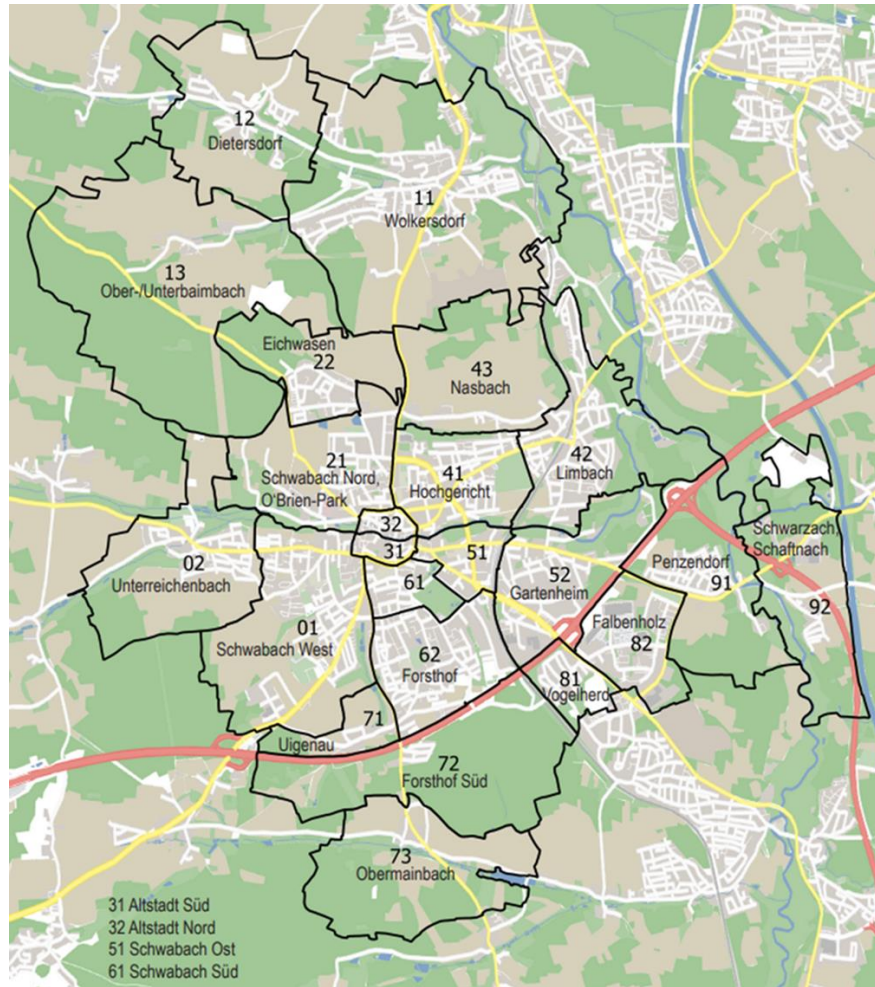 12
Dietersdorf
11
Wolkersdorf
13
Ober-/Unterbaimbach
Eichwasen
22
43
Nasbach
21
Schwabach Nord,
O'Brien-Park
41
Hochgericht
42
Limbach
32
31
51
02
Unterreichenbach
61
52
Gartenheim
Penzendorf
91
Schwarzach,
Schaftnach
92
01
Schwabach West
62
Forsthof
Falbenholz
82
81
Vogelherd
71
Uigenau
72
Forsthof Süd
73
Obermainbach
31 Altstadt Süd
32 Altstadt Nord
51 Schwabach Ost
61 Schwabach Süd